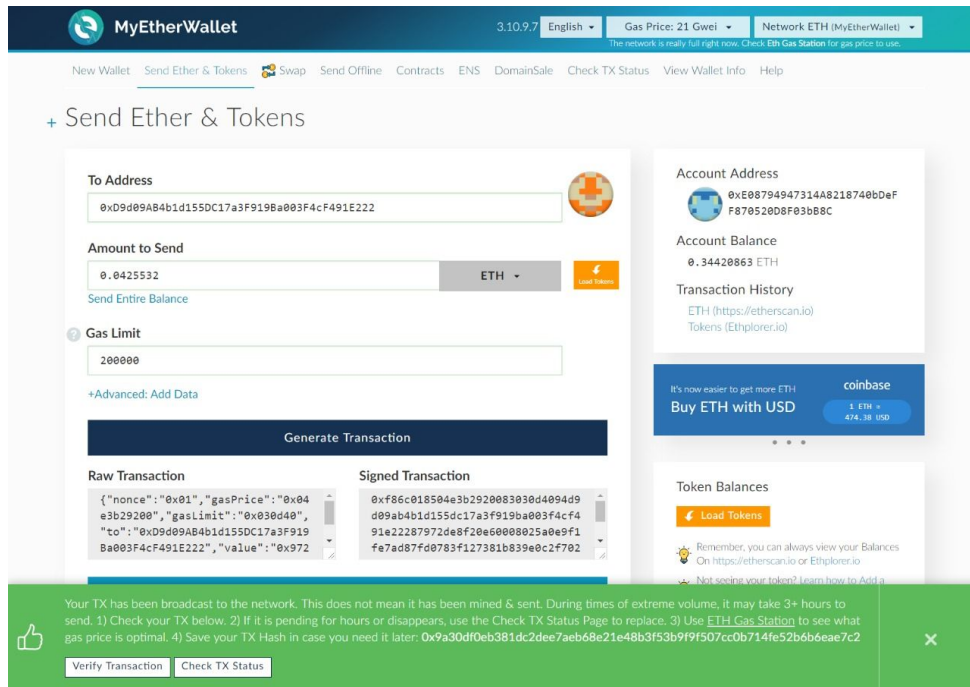 MyEtherWallet
3.10.9.7 English
Gas Price: 21 Gwei
Network ETH (MyEtherWallet)
The network is really full right now. Check Eth Gas Station for gas price to use.
New Wallet Send Ether & Tokens Swap Send Offline Contracts ENS DomainSale Check TX Status View Wallet Info Help
+ Send Ether & Tokens
To Address
0xD9d09AB4b1d155DC17a3F919Ba003F4cF491E222
Amount to Send
0.0425532
ETH
Load Tokens
Send Entire Balance
? Gas Limit
200000
+Advanced: Add Data
Generate Transaction
Raw Transaction
{"nonce":"0x01","gasPrice":"0x04
e3b29200","gasLimit":"0x030d40",
"to":"0xD9d09AB4b1d155DC17a3F919
Ba003F4cF491E222","value":"0x972
Signed Transaction
0xf86c018504e3b2920083030d4094d9
d09ab4b1d155dc17a3f919ba003f4cf4
91e22287972de8f20e60008025a0e9f1
fe7ad87fd0783f127381b839e0c2f702
Account Address
0xE08794947314A8218740bDeF
F870520D8F03bB8C
Account Balance
0.34420863 ETH
Transaction History
ETH (https://etherscan.io)
Tokens (Ethplorer.io)
It's now easier to get more ETH
Buy ETH with USD
coinbase
1 ETH =
474.38 USD
Token Balances
Load Tokens
Remember, you can always view your Balances
On https://etherscan.io or Ethplorer.io
Not seeing your token? Learn how to Add a
Your TX has been broadcast to the network. This does not mean it has been mined & sent. During times of extreme volume, it may take 3+ hours to
send. 1) Check your TX below. 2) If it is pending for hours or disappears, use the Check TX Status Page to replace. 3) Use ETH Gas Station to see what
gas price is optimal. 4) Save your TX Hash in case you need it later: 0x9a30df0eb381dc2dee7aeb68e21e48b3f53b9f9f507cc0b714fe52b6b6eae7c2
Verify Transaction Check TX Status